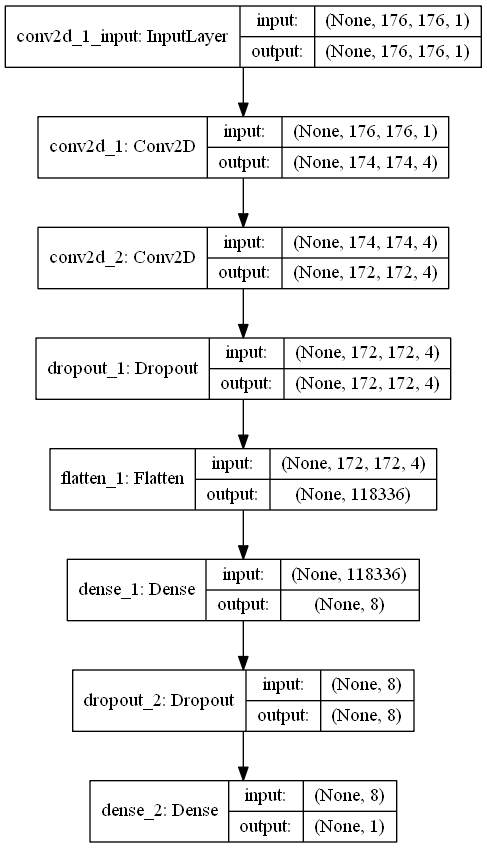 conv2d_1_input: InputLayer
input: (None, 176, 176, 1)
output: (None, 176, 176, 1)
conv2d_1: Conv2D
input: (None, 176, 176, 1)
output: (None, 174, 174, 4)
conv2d_2: Conv2D
input: (None, 174, 174, 4)
output: (None, 172, 172, 4)
dropout_1: Dropout
input: (None, 172, 172, 4)
output: (None, 172, 172, 4)
flatten_1: Flatten
input: (None, 172, 172, 4)
output: (None, 118336)
dense_1: Dense
input: (None, 118336)
output: (None, 8)
dropout_2: Dropout
input: (None, 8)
output: (None, 8)
dense_2: Dense
input: (None, 8)
output: (None, 1)